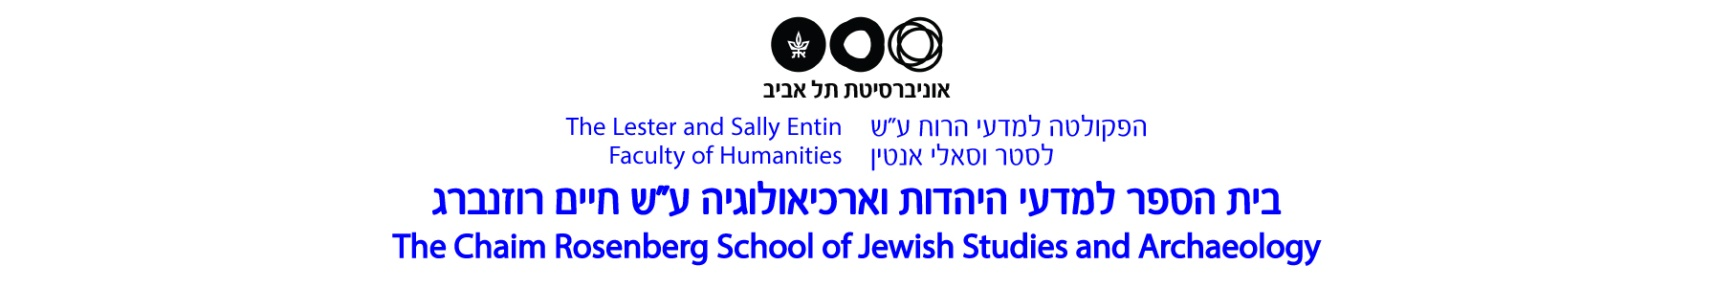 אוניברסיטת תל אביב
הפקולטה למדעי הרוח ע״ש
לסטר וסאלי אנטין
The Lester and Sally Entin
Faculty of Humanities
בית הספר למדעי היהדות וארכיאולוגיה ע״ש חיים רוזנברג
The Chaim Rosenberg School of Jewish Studies and Archaeology